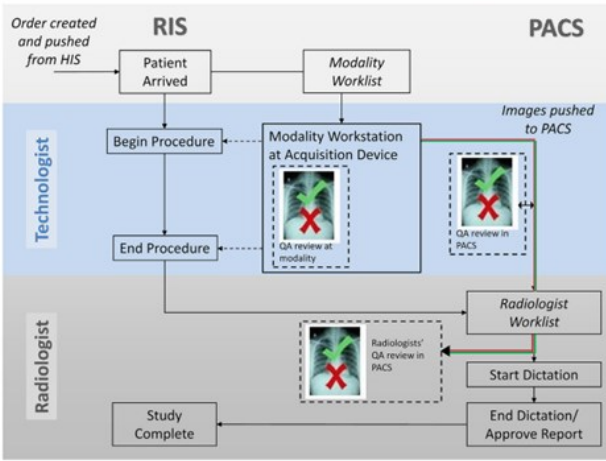 Order created
and pushed
from HIS
RIS
PACS
Patient
Arrived
Modality
Worklist
Images pushed
to PACS
Technologist
Begin Procedure
Modality Workstation
at Acquisition Device
QA review at
modality
QA review in
PACS
End Procedure
Radiologist
Radiologist
Worklist
Radiologists'
QA review in
PACS
Start Dictation
Study
Complete
End Dictation/
Approve Report